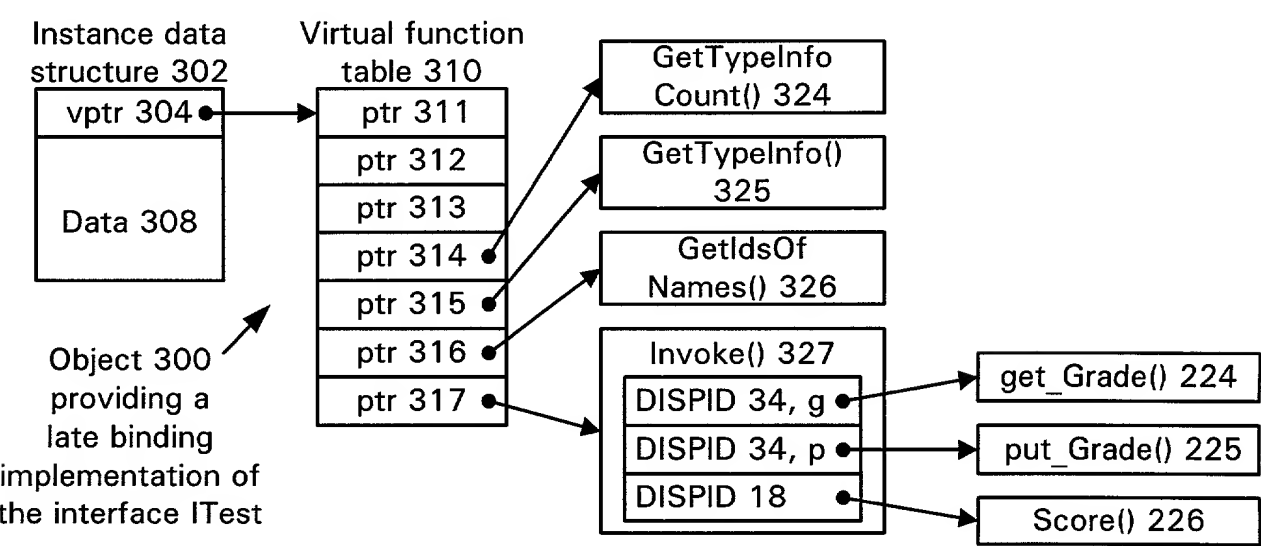 Instance data
structure 302
vptr 304
Data 308
Object 300
providing a
late binding
implementation of
the interface ITest
Virtual function
table 310
ptr 311
ptr 312
ptr 313
ptr 314
ptr 315
ptr 316
ptr 317
GetTypeInfo
Count() 324
GetTypeInfo()
325
GetIdsOf
Names() 326
Invoke() 327
DISPID 34, g
DISPID 34, p
DISPID 18
get_Grade() 224
put_Grade() 225
Score() 226